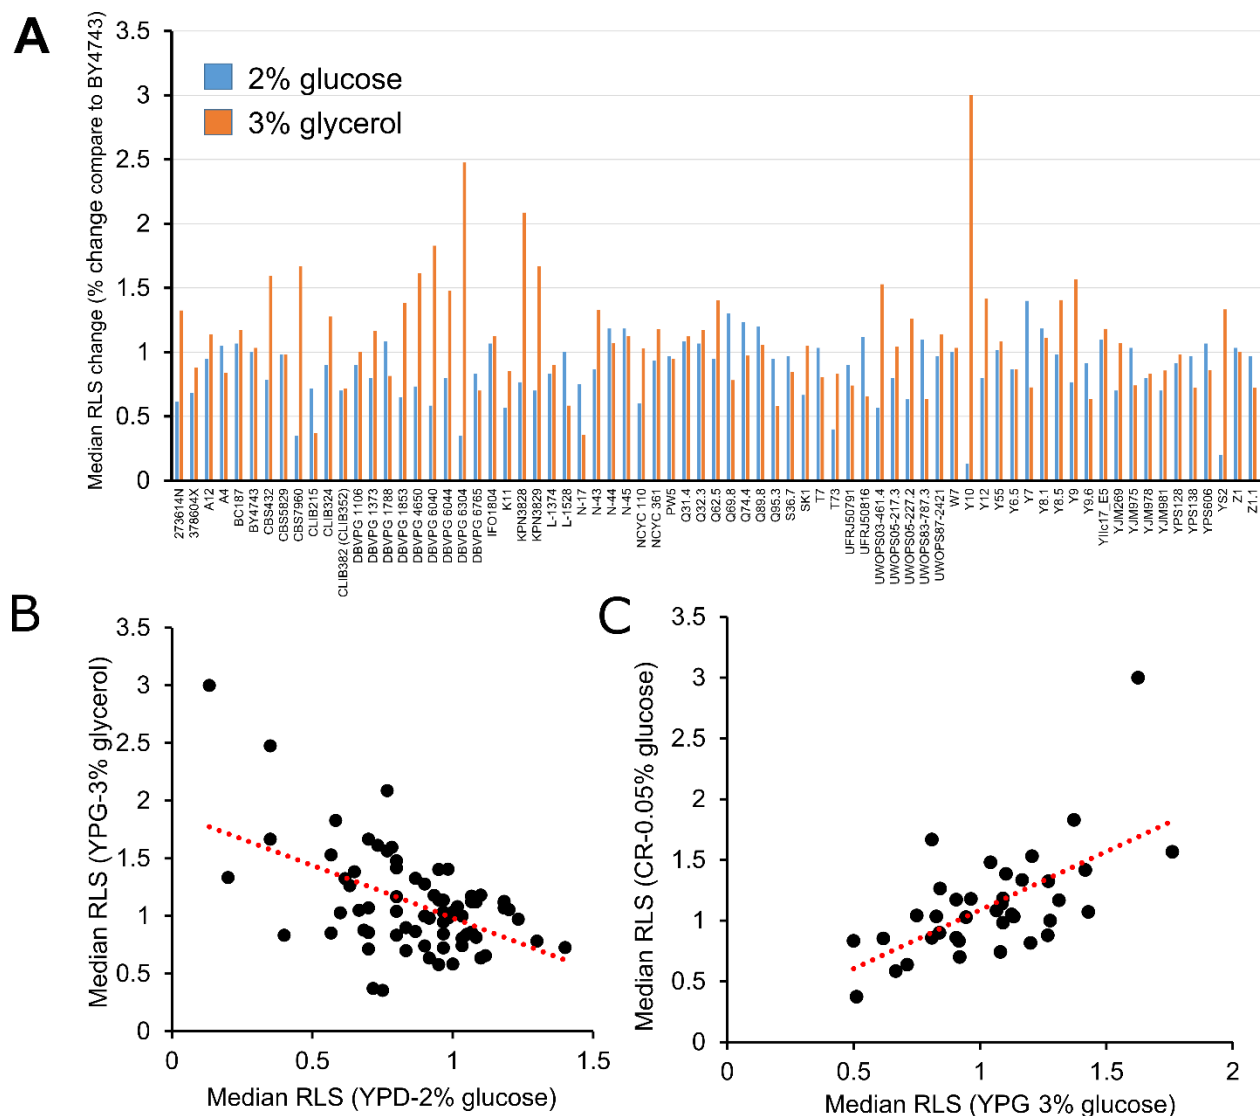 A
Median RLS change (% change compare to BY4743)
3.5
3
2.5
2
1.5
1
0.5
0
2% glucose
3% glycerol
273614N
378604X
A12
A4
BC187
BY4743
CBS432
CBS5829
CBS7960
CLIB215
CLIB324
CLIB382 (CLIB352)
DBVPG 1106
DBVPG 1373
DBVPG 1788
DBVPG 1853
DBVPG 4650
DBVPG 6040
DBVPG 6044
DBVPG 6304
DBVPG 6765
IFO1804
K11
KPN3828
KPN3829
L-1374
L-1528
N-17
N-43
N-44
N-45
NCYC 110
NCYC 361
PW5
Q31.4
Q32.3
Q62.5
Q69.8
Q74.4
Q89.8
Q95.3
S36.7
SK1
T7
T73
UFRJ50791
UFRJ50816
UWOPS03-461.4
UWOPS05-217.3
UWOPS05-227.2
UWOPS83-787.3
UWOPS87-2421
W7
Y10
Y12
Y55
Y6.5
Y7
Y8.1
Y8.5
Y9
Y9.6
YIIc17_E5
YJM269
YJM975
YJM978
YJM981
YPS128
YPS138
YPS606
YS2
Z1
Z1.1
B
Median RLS (YPG-3% glycerol)
3.5
3
2.5
2
1.5
1
0.5
0
0 0.5 1 1.5
Median RLS (YPD-2% glucose)
C
Median RLS (CR-0.05% glucose)
3.5
3
2.5
2
1.5
1
0.5
0
0 0.5 1 1.5 2
Median RLS (YPG 3% glucose)